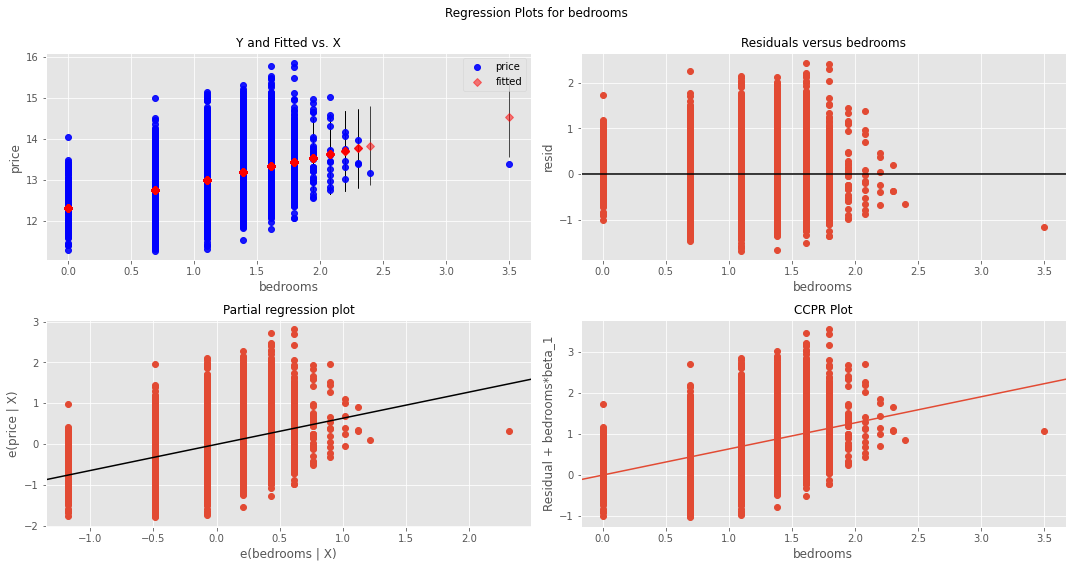 Regression Plots for bedrooms
Y and Fitted vs. X
price
fitted
16
15
14
13
12
price
0.0 0.5 1.0 1.5 2.0 2.5 3.0 3.5
bedrooms
Residuals versus bedrooms
2
1
0
−1
resid
0.0 0.5 1.0 1.5 2.0 2.5 3.0 3.5
bedrooms
Partial regression plot
3
2
1
0
−1
−2
e(price | X)
−1.0 −0.5 0.0 0.5 1.0 1.5 2.0
e(bedrooms | X)
CCPR Plot
3
2
1
0
−1
Residual + bedrooms*beta_1
0.0 0.5 1.0 1.5 2.0 2.5 3.0 3.5
bedrooms